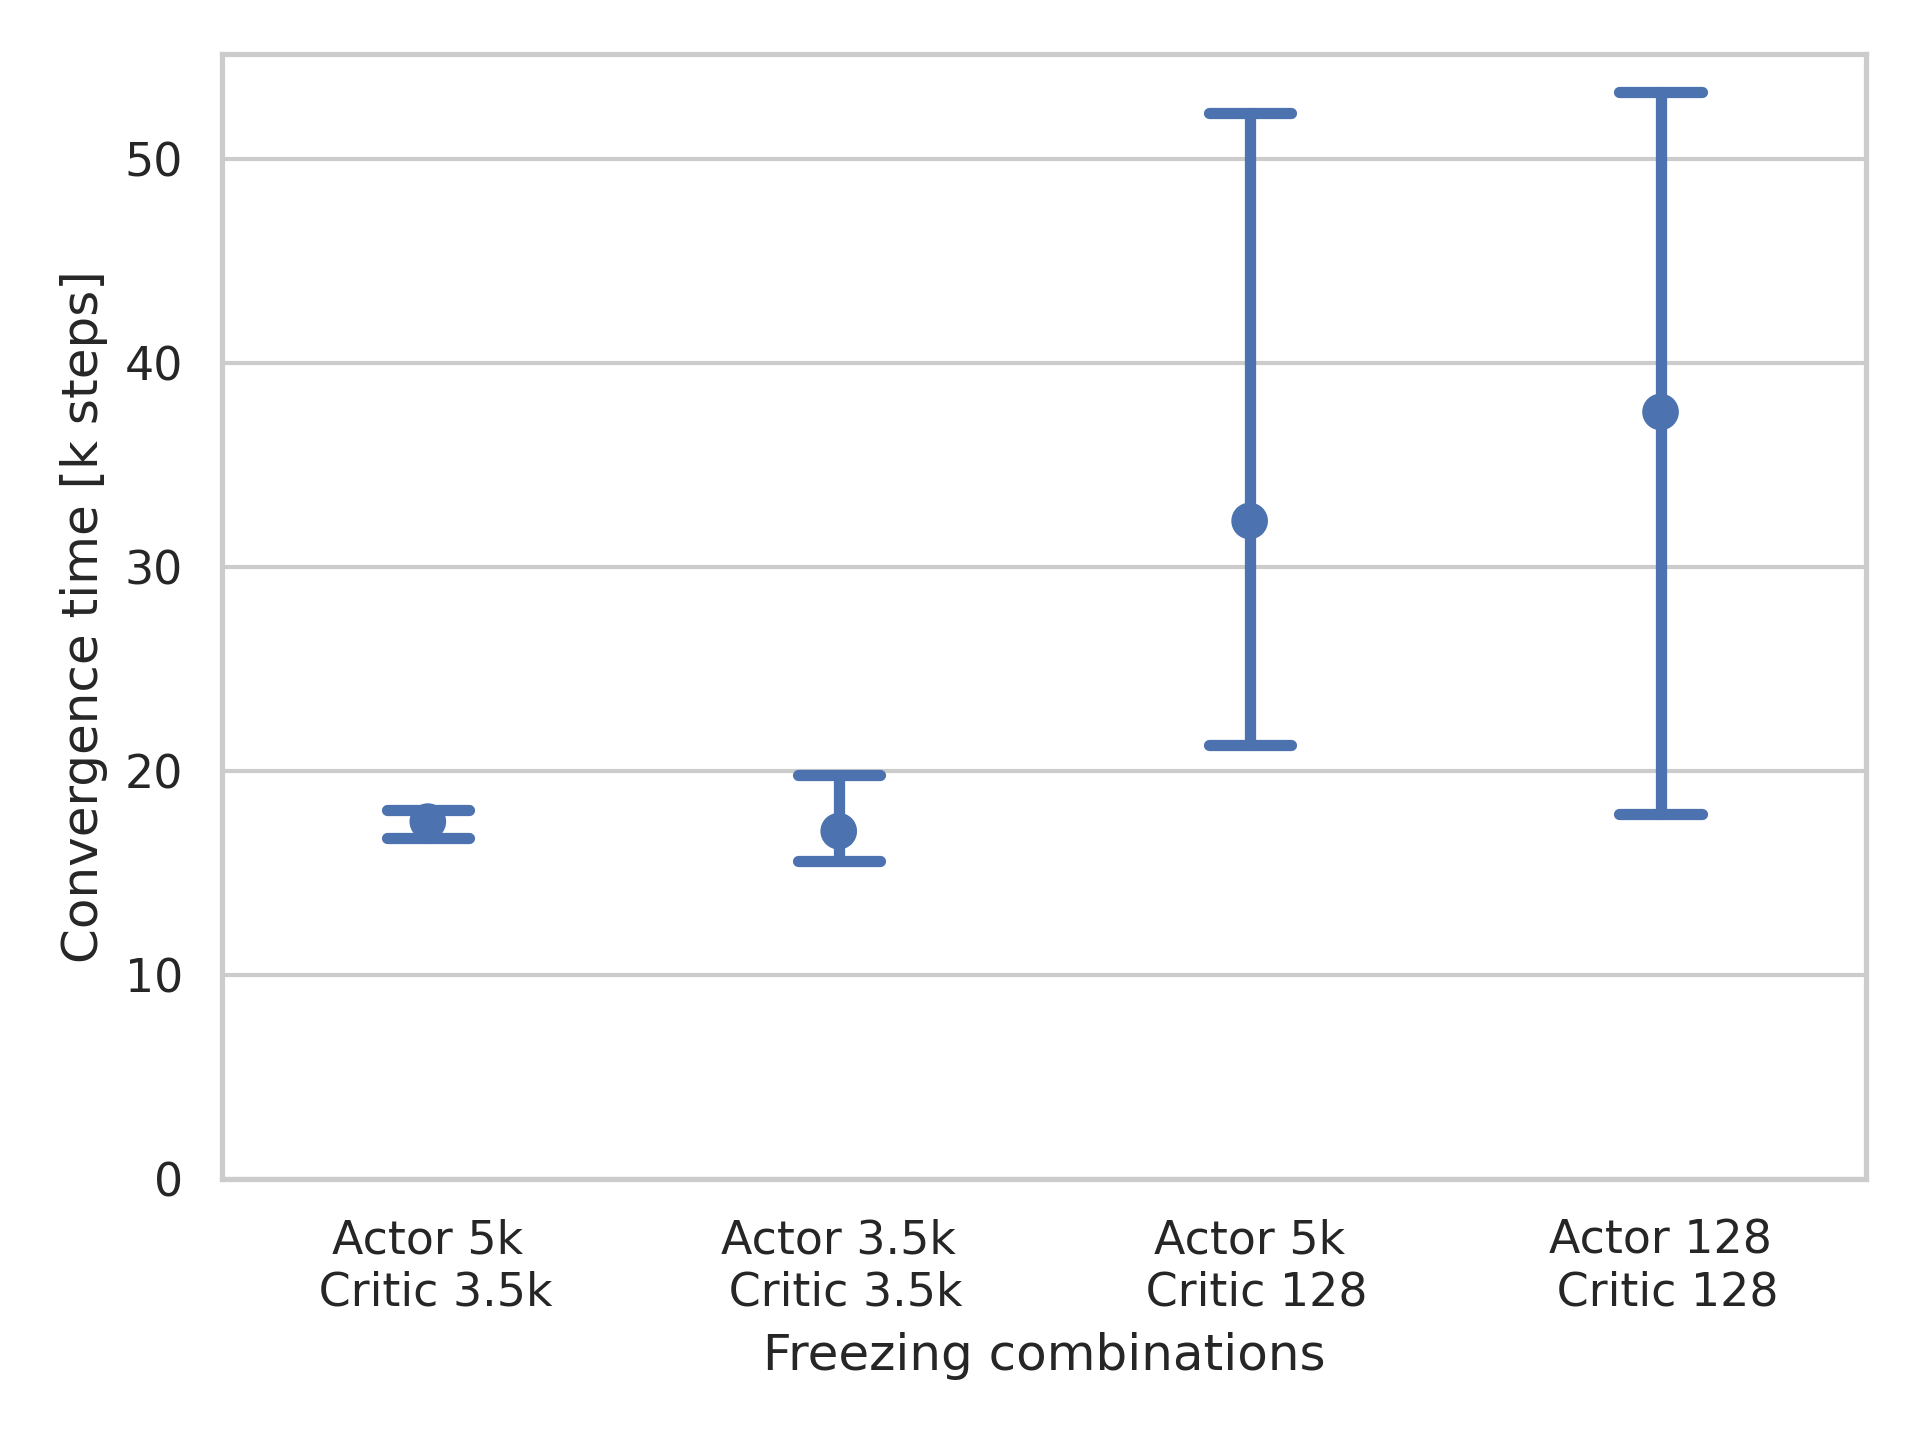 Convergence time [k steps]
50
40
30
20
10
0
Actor 5k
Critic 3.5k
Actor 3.5k
Critic 3.5k
Actor 5k
Critic 128
Actor 128
Critic 128
Freezing combinations